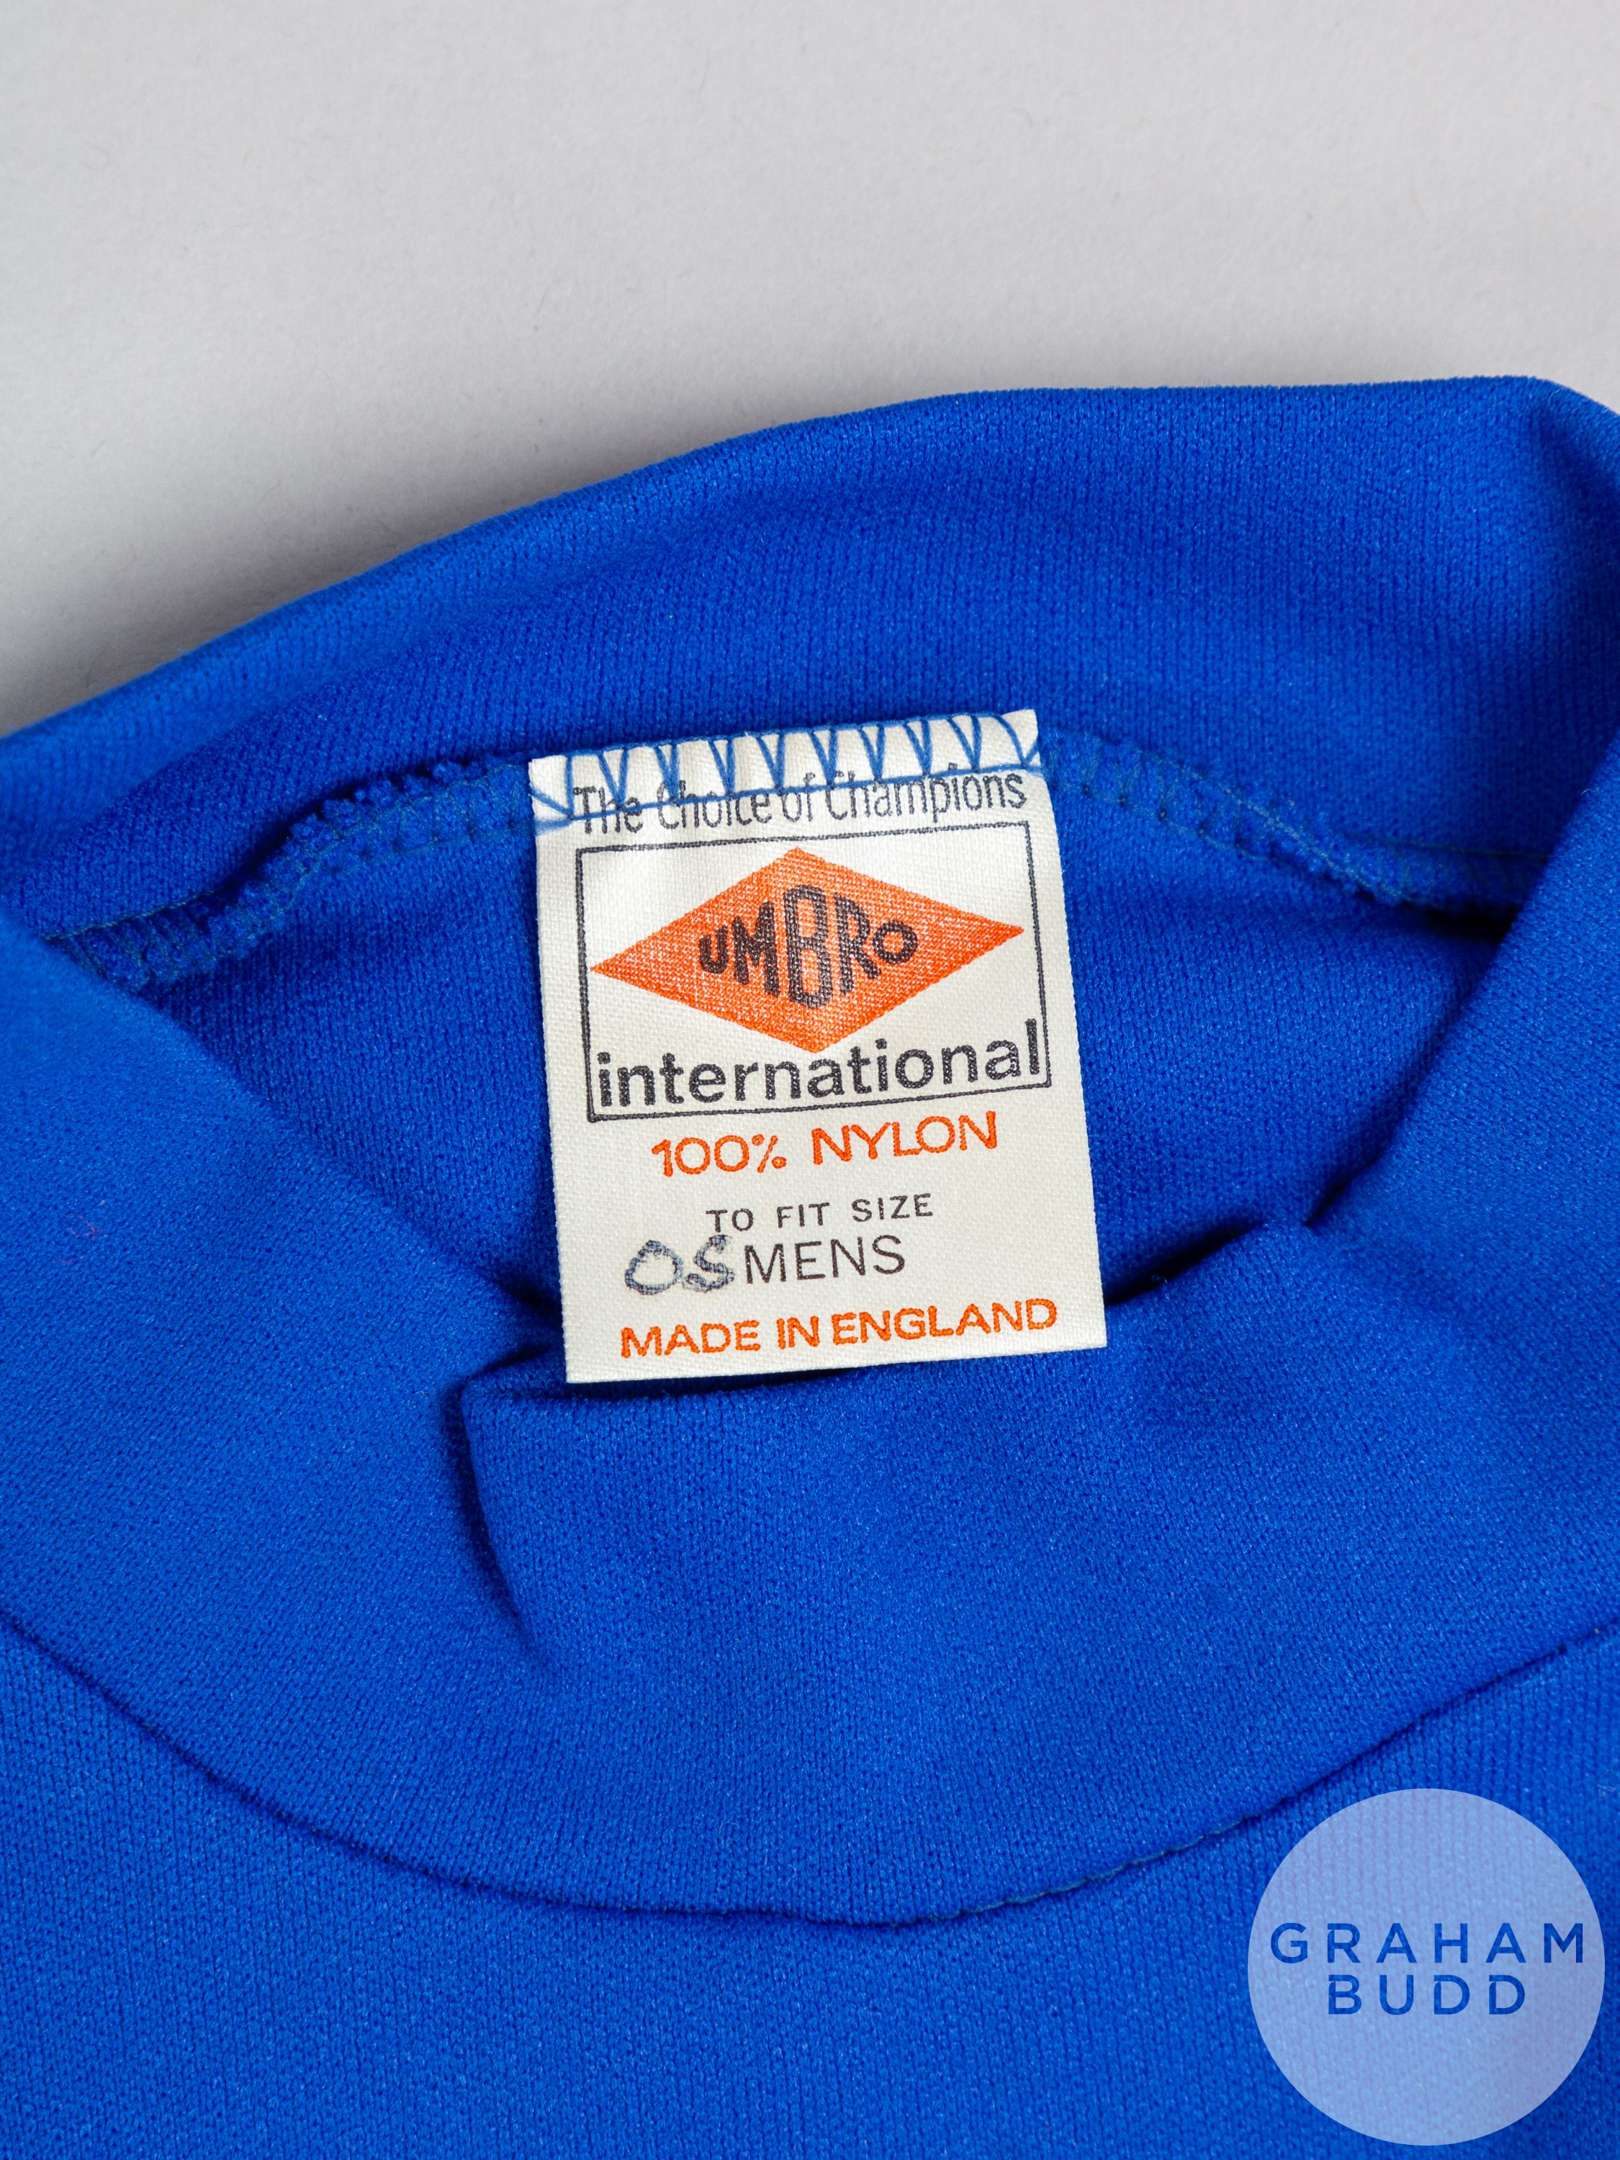 The Choice of Champions
UMBRO
international
100% NYLON
TO FIT SIZE
OS MENS
MADE IN ENGLAND
GRAHAM
BUDD